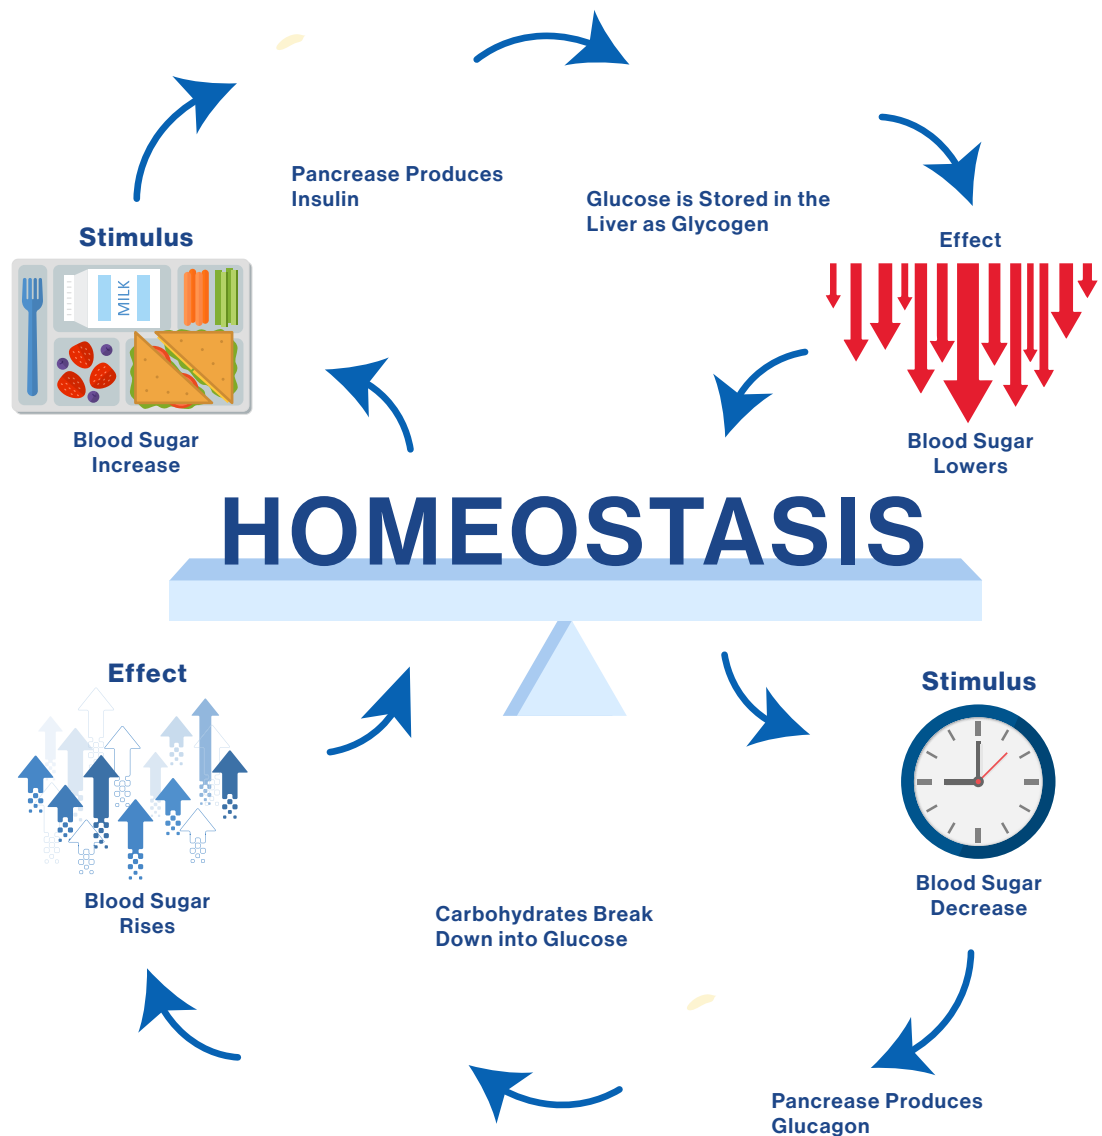 Pancrease Produces
Insulin
Glucose is Stored in the
Liver as Glycogen
Stimulus
MILK
Blood Sugar
Increase
Effect
Blood Sugar
Lowers
HOMEOSTASIS
Effect
Blood Sugar
Rises
Stimulus
Blood Sugar
Decrease
Carbohydrates Break
Down into Glucose
Pancrease Produces
Glucagon